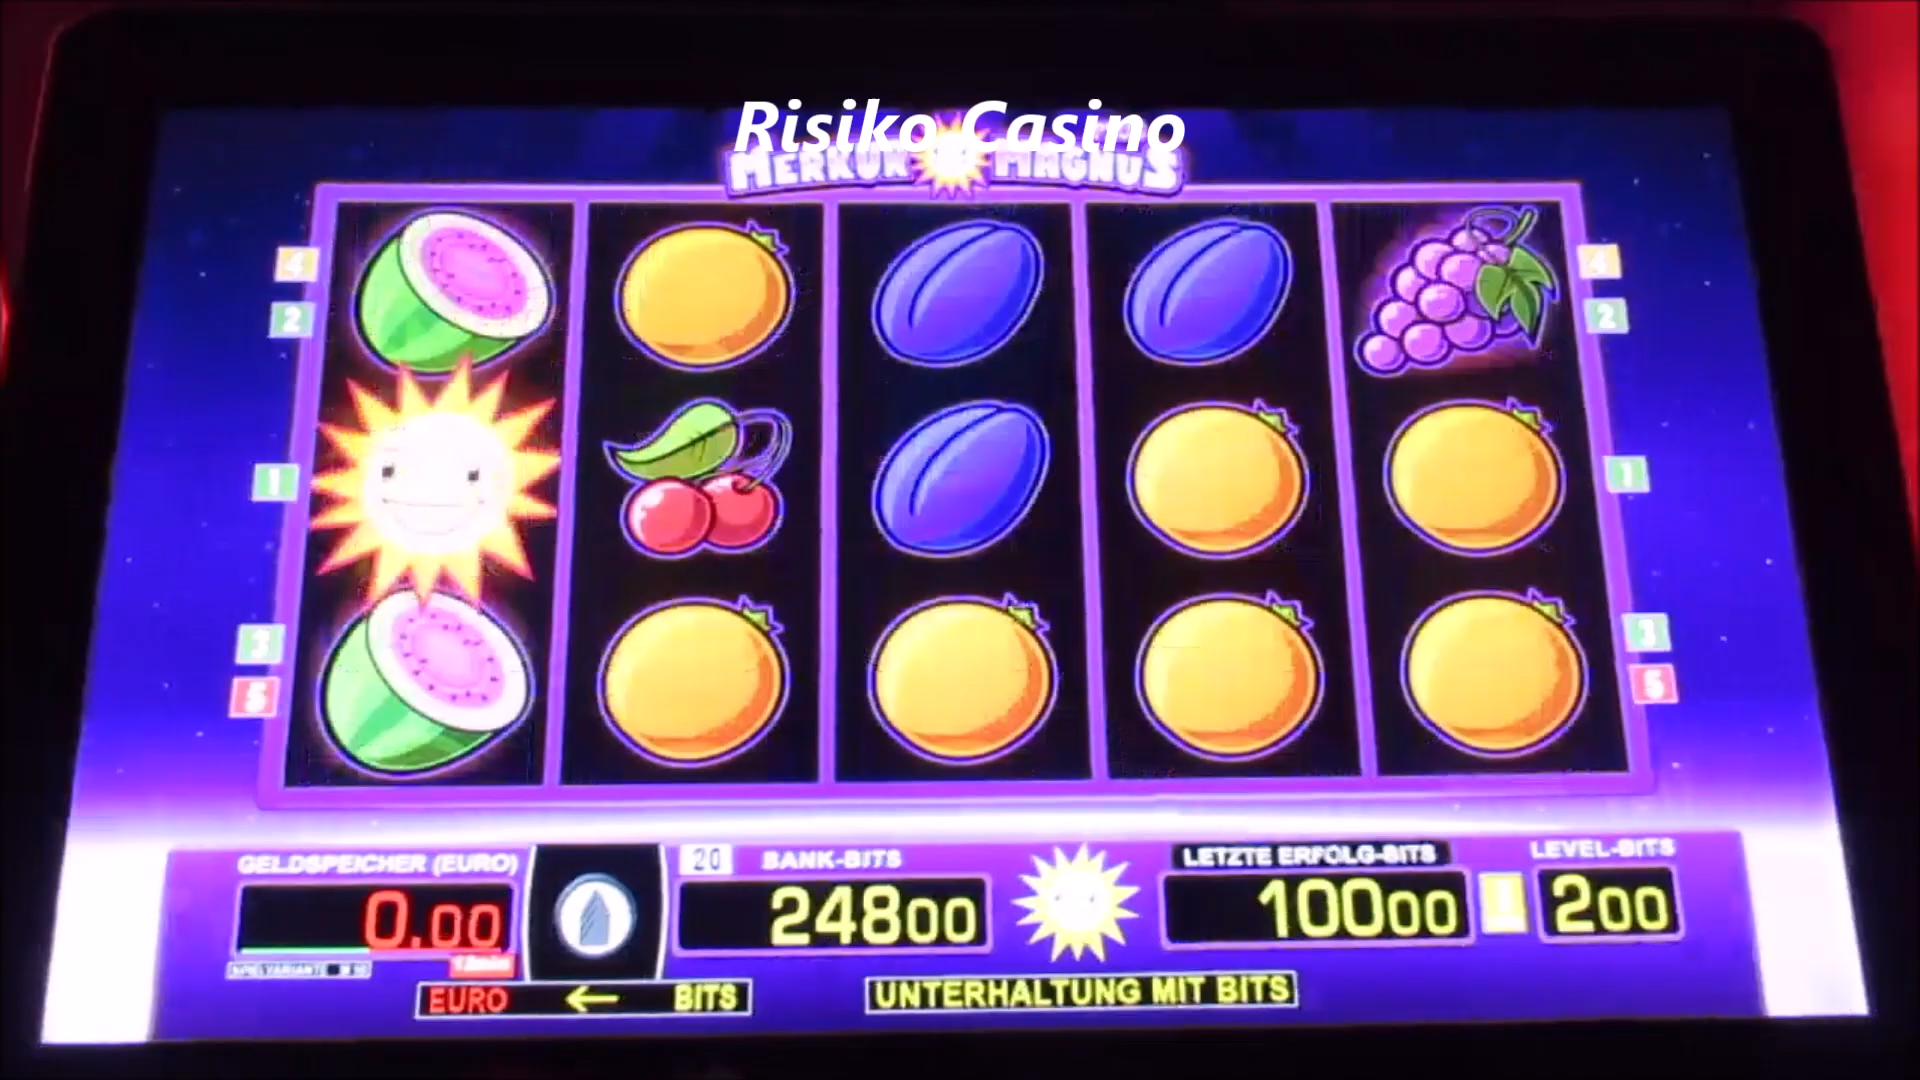 Risiko Casino
MERKUR MAGNUS
4 4
2 2
1 1
3 3
5 5
GELDSPEICHER (EURO) 20 BANK-BITS LETZTE ERFOLG-BITS LEVEL-BITS
0.00 24800 10000 200
SPIELVARIANTE
EURO ← BITS UNTERHALTUNG MIT BITS